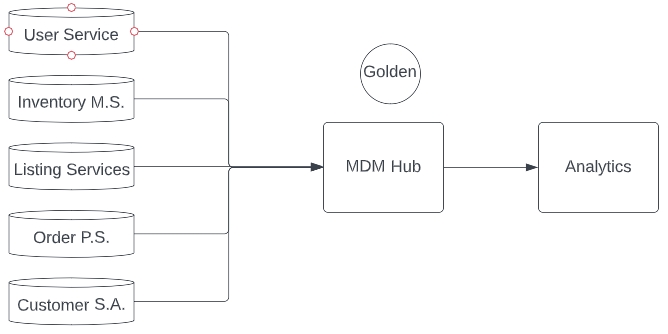 User Service
Golden
Inventory M.S.
Listing Services
MDM Hub
Analytics
Order P.S.
Customer S.A.